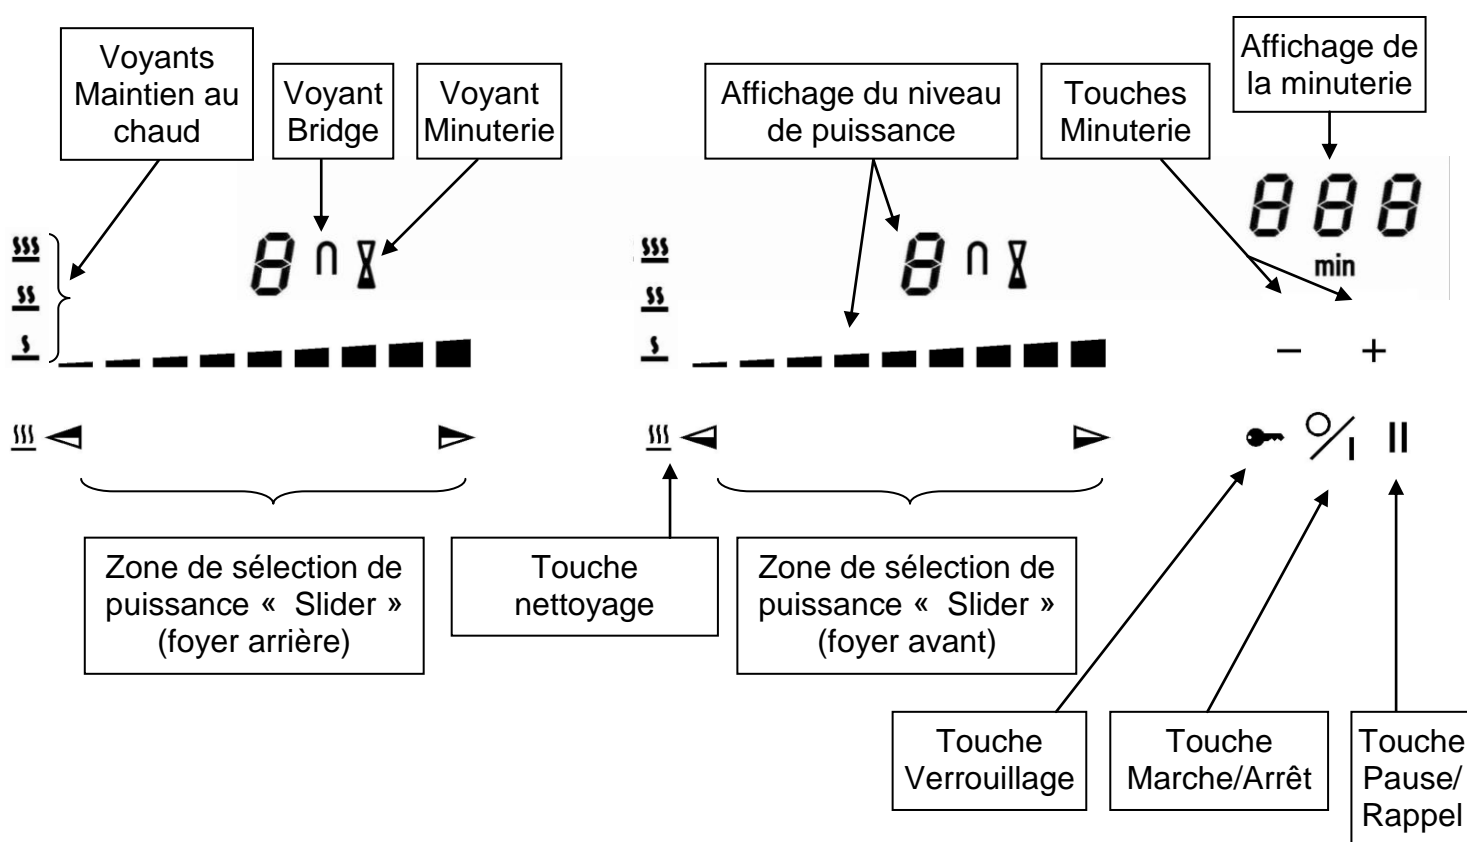 Voyants
Maintien au
chaud
Voyant
Bridge
Voyant
Minuterie
Affichage du niveau
de puissance
Touches
Minuterie
Affichage de
la minuterie
8
8
888
min
− +
Zone de sélection de
puissance « Slider »
(foyer arrière)
Touche
nettoyage
Zone de sélection de
puissance « Slider »
(foyer avant)
Touche
Verrouillage
Touche
Marche/Arrêt
Touche
Pause/
Rappel